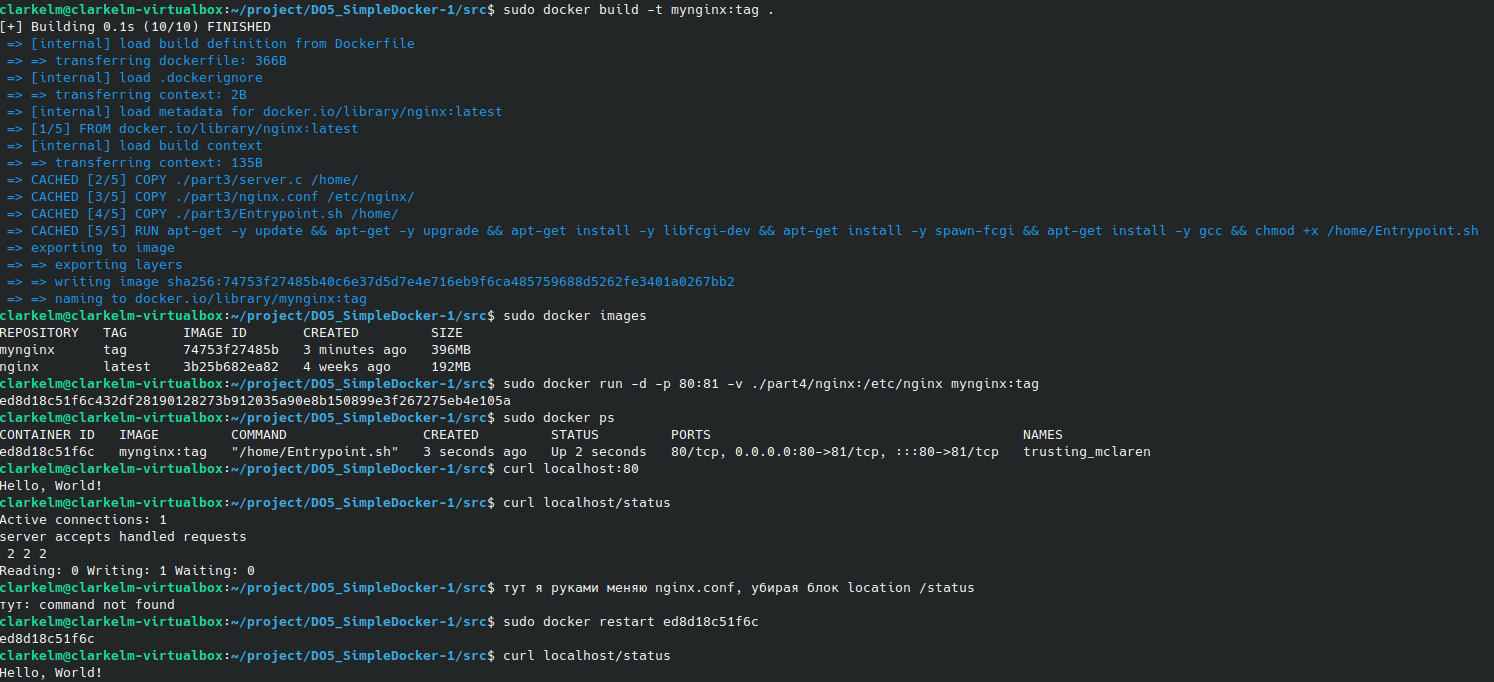 clarkelm@clarkelm-virtualbox:~/project/DO5_SimpleDocker-1/src$ sudo docker build -t mynginx:tag .
[+] Building 0.1s (10/10) FINISHED
=> [internal] load build definition from Dockerfile
=> => transferring dockerfile: 366B
=> [internal] load .dockerignore
=> => transferring context: 2B
=> [internal] load metadata for docker.io/library/nginx:latest
=> [1/5] FROM docker.io/library/nginx:latest
=> [internal] load build context
=> => transferring context: 135B
=> CACHED [2/5] COPY ./part3/server.c /home/
=> CACHED [3/5] COPY ./part3/nginx.conf /etc/nginx/
=> CACHED [4/5] COPY ./part3/Entrypoint.sh /home/
=> CACHED [5/5] RUN apt-get -y update && apt-get -y upgrade && apt-get install -y libfcgi-dev && apt-get install -y spawn-fcgi && apt-get install -y gcc && chmod +x /home/Entrypoint.sh
=> exporting to image
=> => exporting layers
=> => writing image sha256:74753f27485b40c6e37d5d7e4e716eb9f6ca485759688d5262fe3401a0267bb2
=> => naming to docker.io/library/mynginx:tag
clarkelm@clarkelm-virtualbox:~/project/DO5_SimpleDocker-1/src$ sudo docker images
REPOSITORY TAG IMAGE ID CREATED SIZE
mynginx tag 74753f27485b 3 minutes ago 396MB
nginx latest 3b25b682ea82 4 weeks ago 192MB
clarkelm@clarkelm-virtualbox:~/project/DO5_SimpleDocker-1/src$ sudo docker run -d -p 80:81 -v ./part4/nginx:/etc/nginx mynginx:tag
ed8d18c51f6c432df28190128273b912035a90e8b150899e3f267275eb4e105a
clarkelm@clarkelm-virtualbox:~/project/DO5_SimpleDocker-1/src$ sudo docker ps
CONTAINER ID IMAGE COMMAND CREATED STATUS PORTS NAMES
ed8d18c51f6c mynginx:tag "/home/Entrypoint.sh" 3 seconds ago Up 2 seconds 80/tcp, 0.0.0.0:80->81/tcp, :::80->81/tcp trusting_mclaren
clarkelm@clarkelm-virtualbox:~/project/DO5_SimpleDocker-1/src$ curl localhost:80
Hello, World!
clarkelm@clarkelm-virtualbox:~/project/DO5_SimpleDocker-1/src$ curl localhost/status
Active connections: 1
server accepts handled requests
2 2 2
Reading: 0 Writing: 1 Waiting: 0
clarkelm@clarkelm-virtualbox:~/project/DO5_SimpleDocker-1/src$ тут я руками меняю nginx.conf, убирая блок location /status
тут: command not found
clarkelm@clarkelm-virtualbox:~/project/DO5_SimpleDocker-1/src$ sudo docker restart ed8d18c51f6c
ed8d18c51f6c
clarkelm@clarkelm-virtualbox:~/project/DO5_SimpleDocker-1/src$ curl localhost/status
Hello, World!